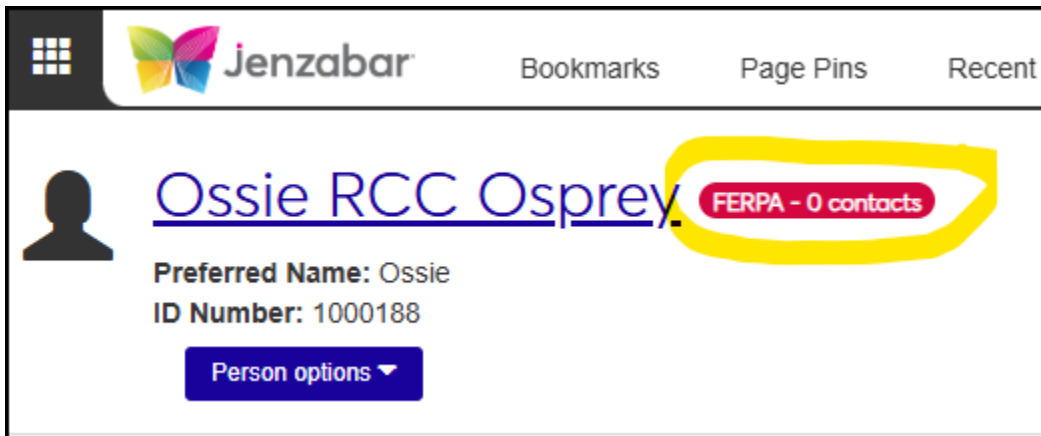 jenzabar Bookmarks Page Pins Recent
Ossie RCC Osprey FERPA - 0 contacts
Preferred Name: Ossie
ID Number: 1000188
Person options